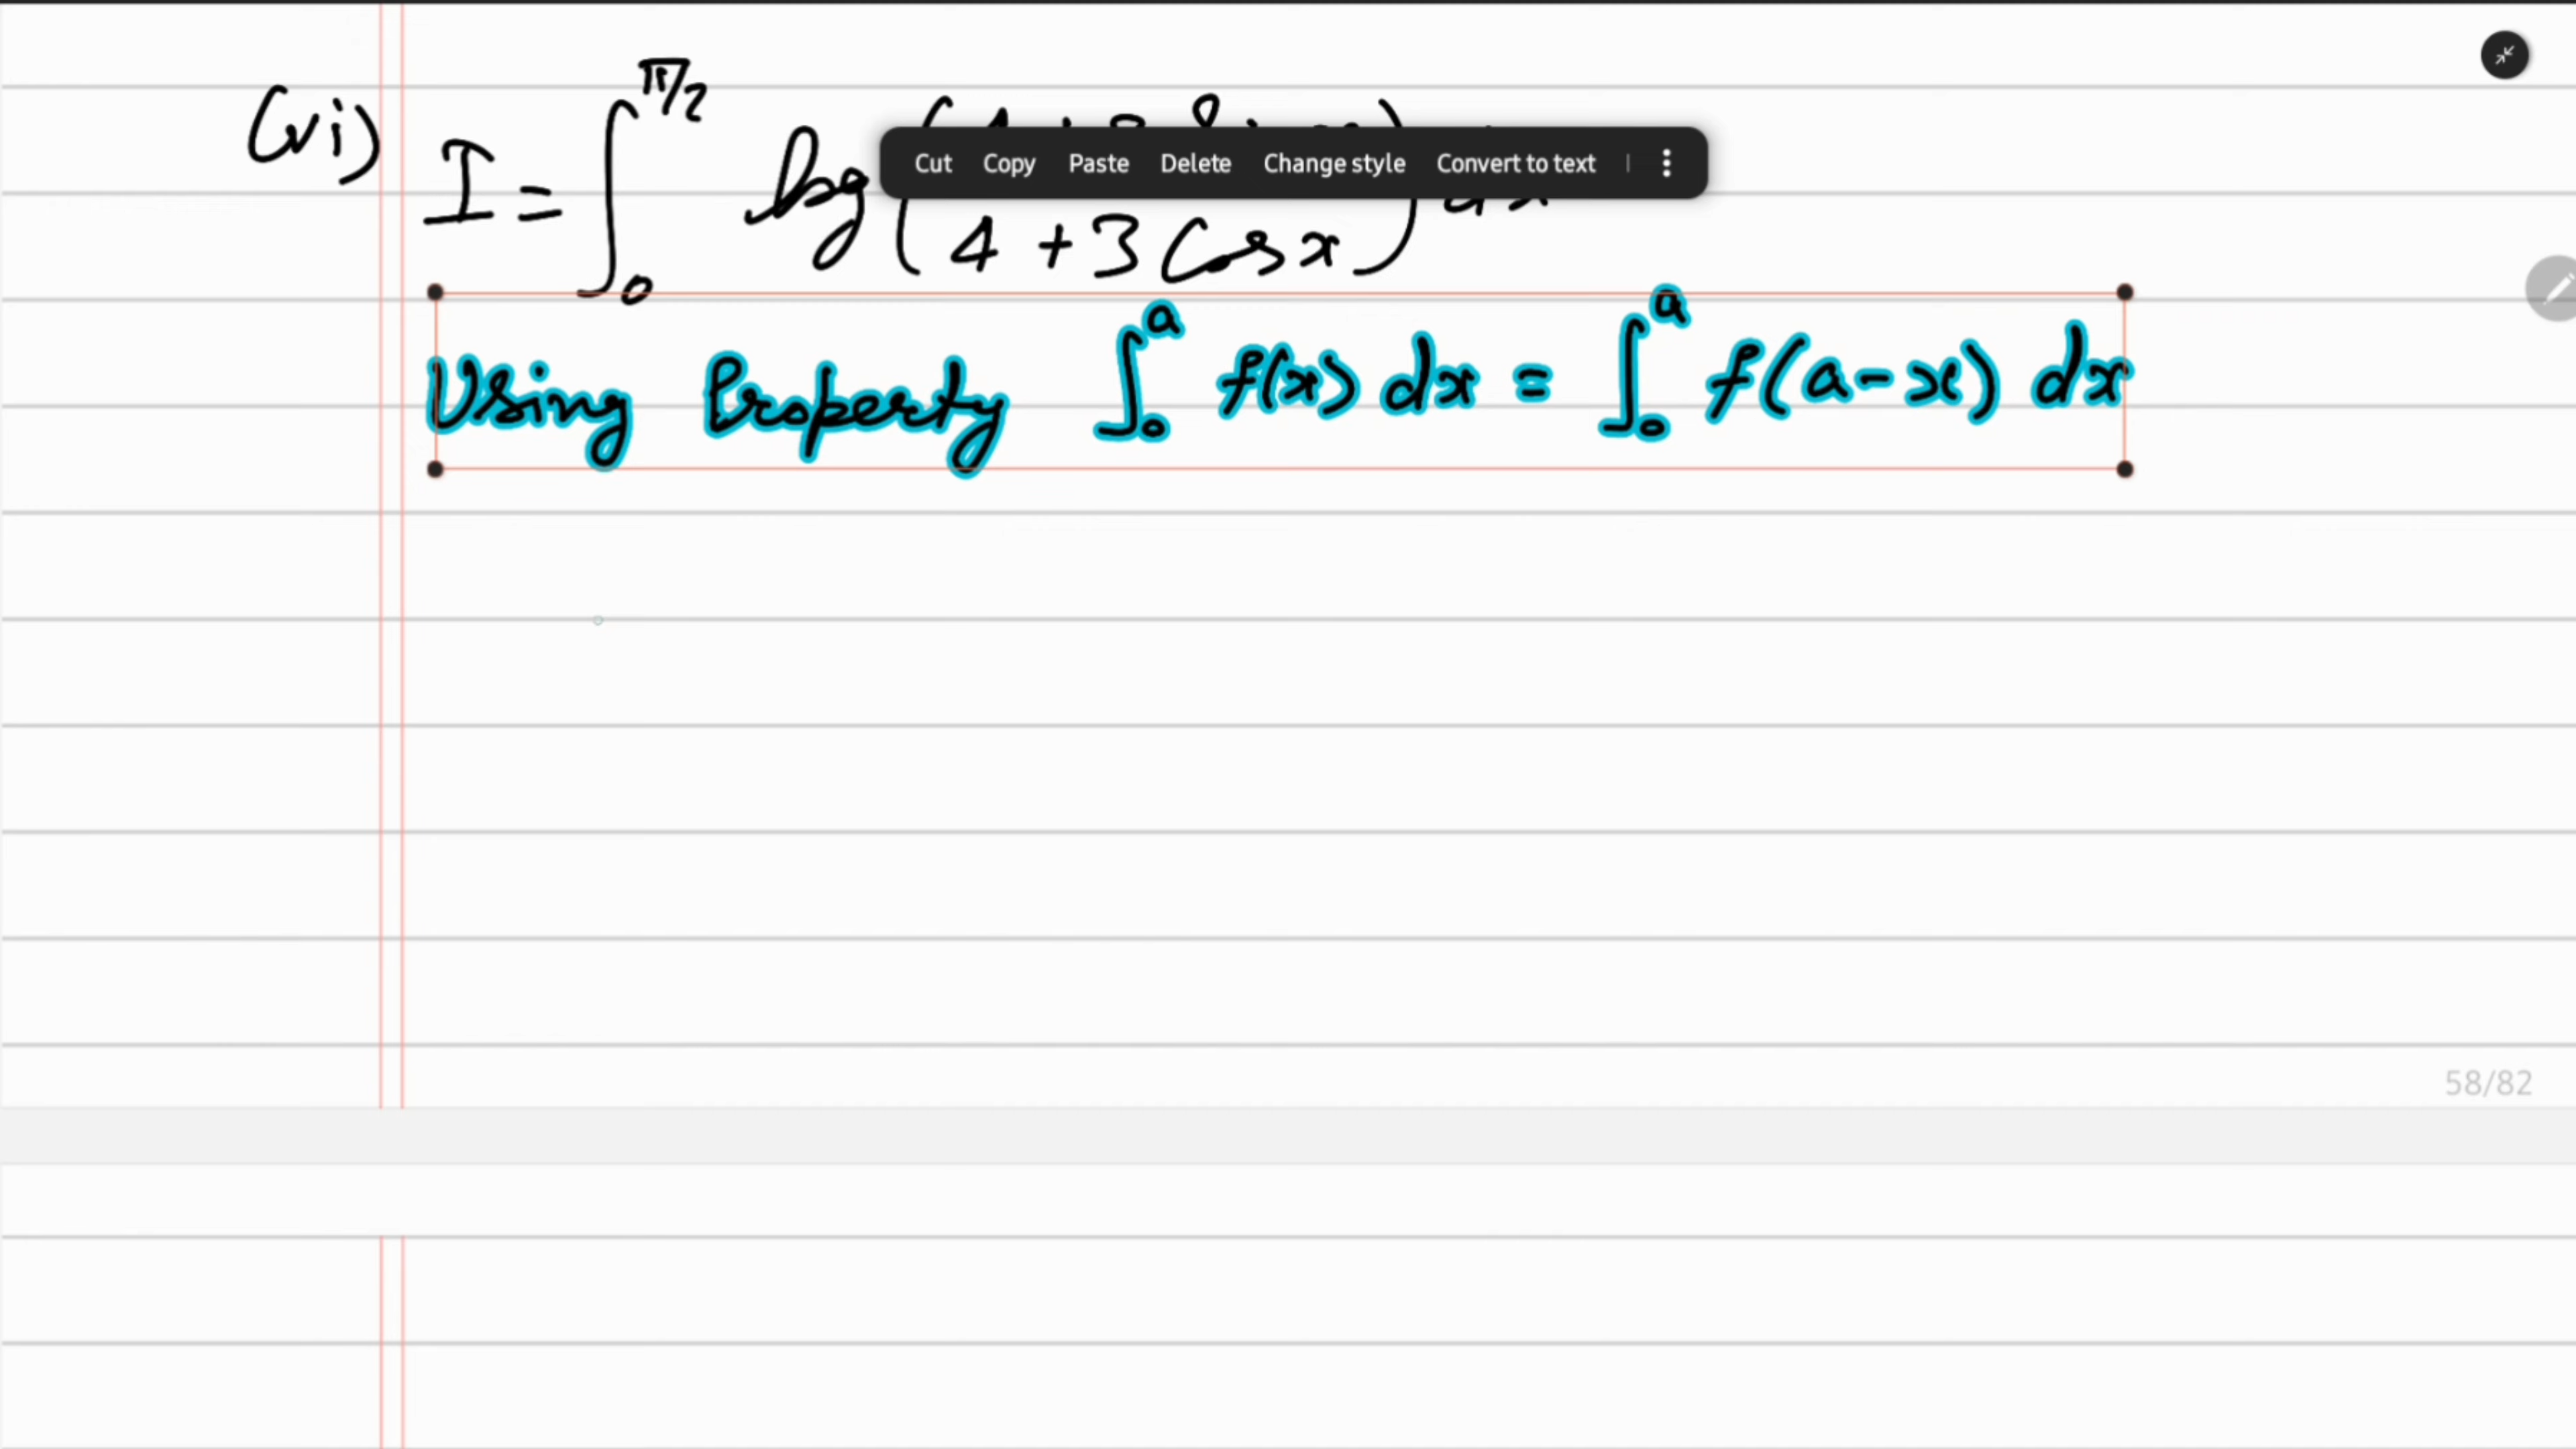 (vi) I = ∫₀^{π/2} log(
Cut Copy Paste Delete Change style Convert to text
4 + 3 Cos x)
Using Property ∫₀^a f(x) dx = ∫₀^a f(a-x) dx
58/82